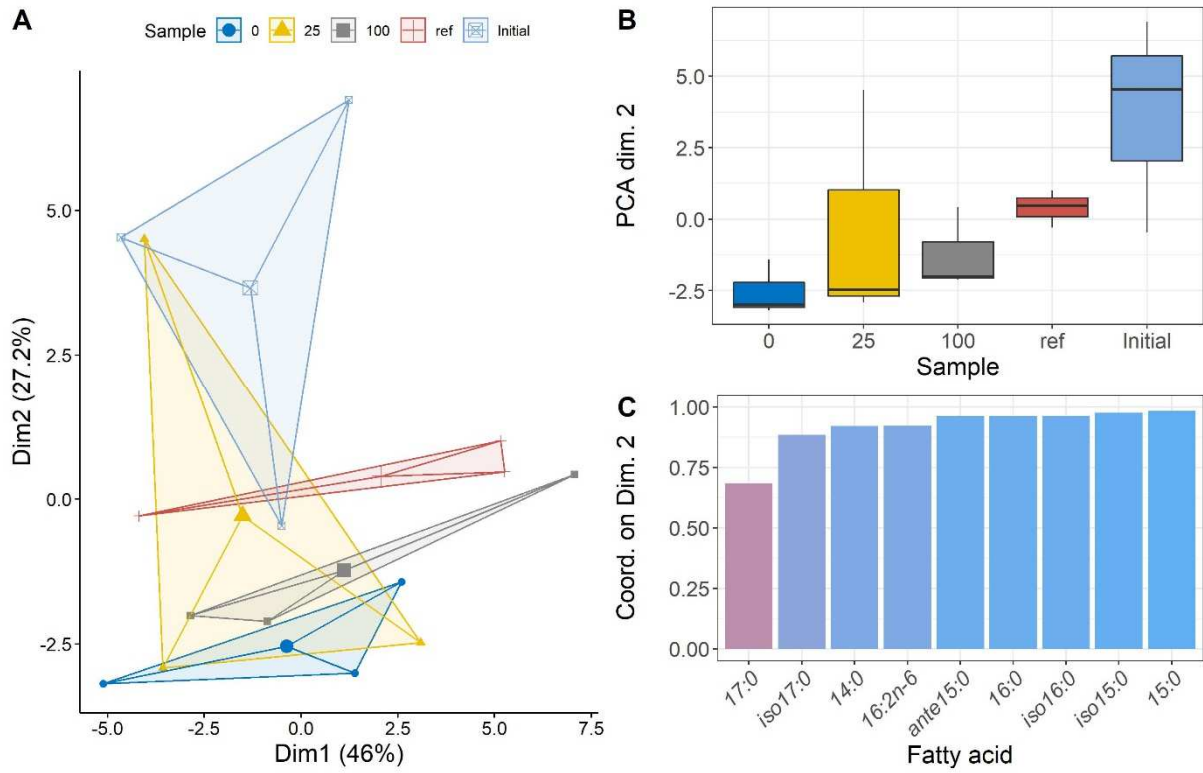 A
Sample 0 25 100 ref Initial
5.0
2.5
0.0
-2.5
Dim2 (27.2%)
-5.0 -2.5 0.0 2.5 5.0 7.5
Dim1 (46%)
B
5.0
2.5
0.0
-2.5
PCA dim. 2
0 25 100 ref Initial
Sample
C
1.00
0.75
0.50
0.25
0.00
Coord. on Dim. 2
17:0 iso17:0 14:0 16:2n-6 ante15:0 16:0 iso16:0 iso15:0 15:0
Fatty acid